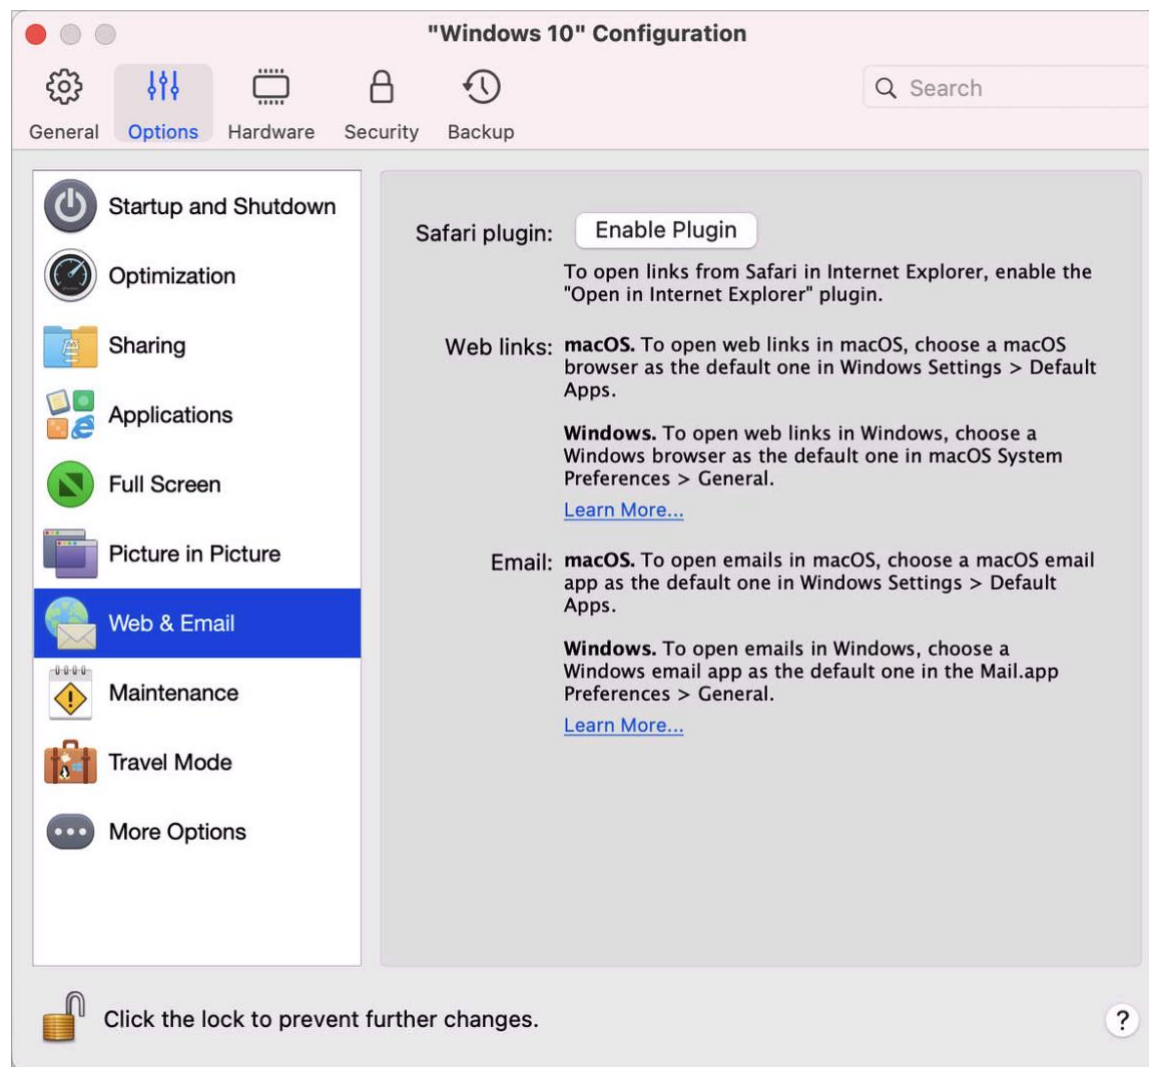 "Windows 10" Configuration
General
Options
Hardware
Security
Backup
Search
Startup and Shutdown
Optimization
Sharing
Applications
Full Screen
Picture in Picture
Web & Email
Maintenance
Travel Mode
More Options
Safari plugin:
Enable Plugin
To open links from Safari in Internet Explorer, enable the
"Open in Internet Explorer" plugin.
Web links:
macOS. To open web links in macOS, choose a macOS
browser as the default one in Windows Settings > Default
Apps.
Windows. To open web links in Windows, choose a
Windows browser as the default one in macOS System
Preferences > General.
Learn More...
Email:
macOS. To open emails in macOS, choose a macOS email
app as the default one in Windows Settings > Default
Apps.
Windows. To open emails in Windows, choose a
Windows email app as the default one in the Mail.app
Preferences > General.
Learn More...
Click the lock to prevent further changes.
?